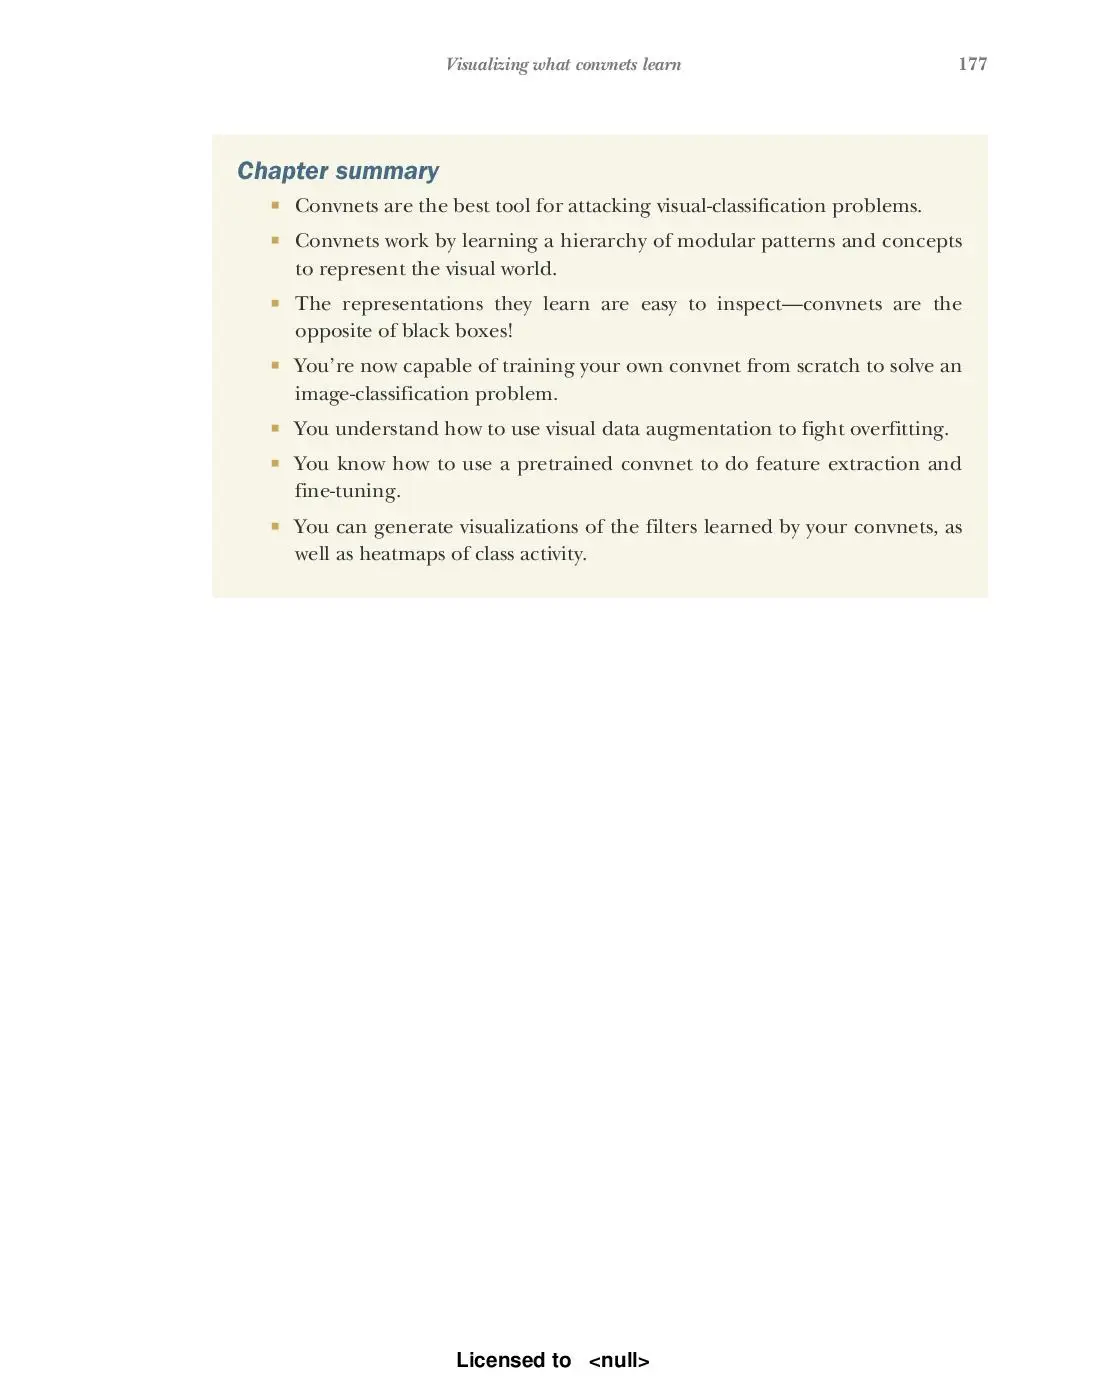 Visualizing what convnets learn 177
Chapter summary
■ Convnets are the best tool for attacking visual-classification problems.
■ Convnets work by learning a hierarchy of modular patterns and concepts
to represent the visual world.
■ The representations they learn are easy to inspect—convnets are the
opposite of black boxes!
■ You’re now capable of training your own convnet from scratch to solve an
image-classification problem.
■ You understand how to use visual data augmentation to fight overfitting.
■ You know how to use a pretrained convnet to do feature extraction and
fine-tuning.
■ You can generate visualizations of the filters learned by your convnets, as
well as heatmaps of class activity.
Licensed to <null>